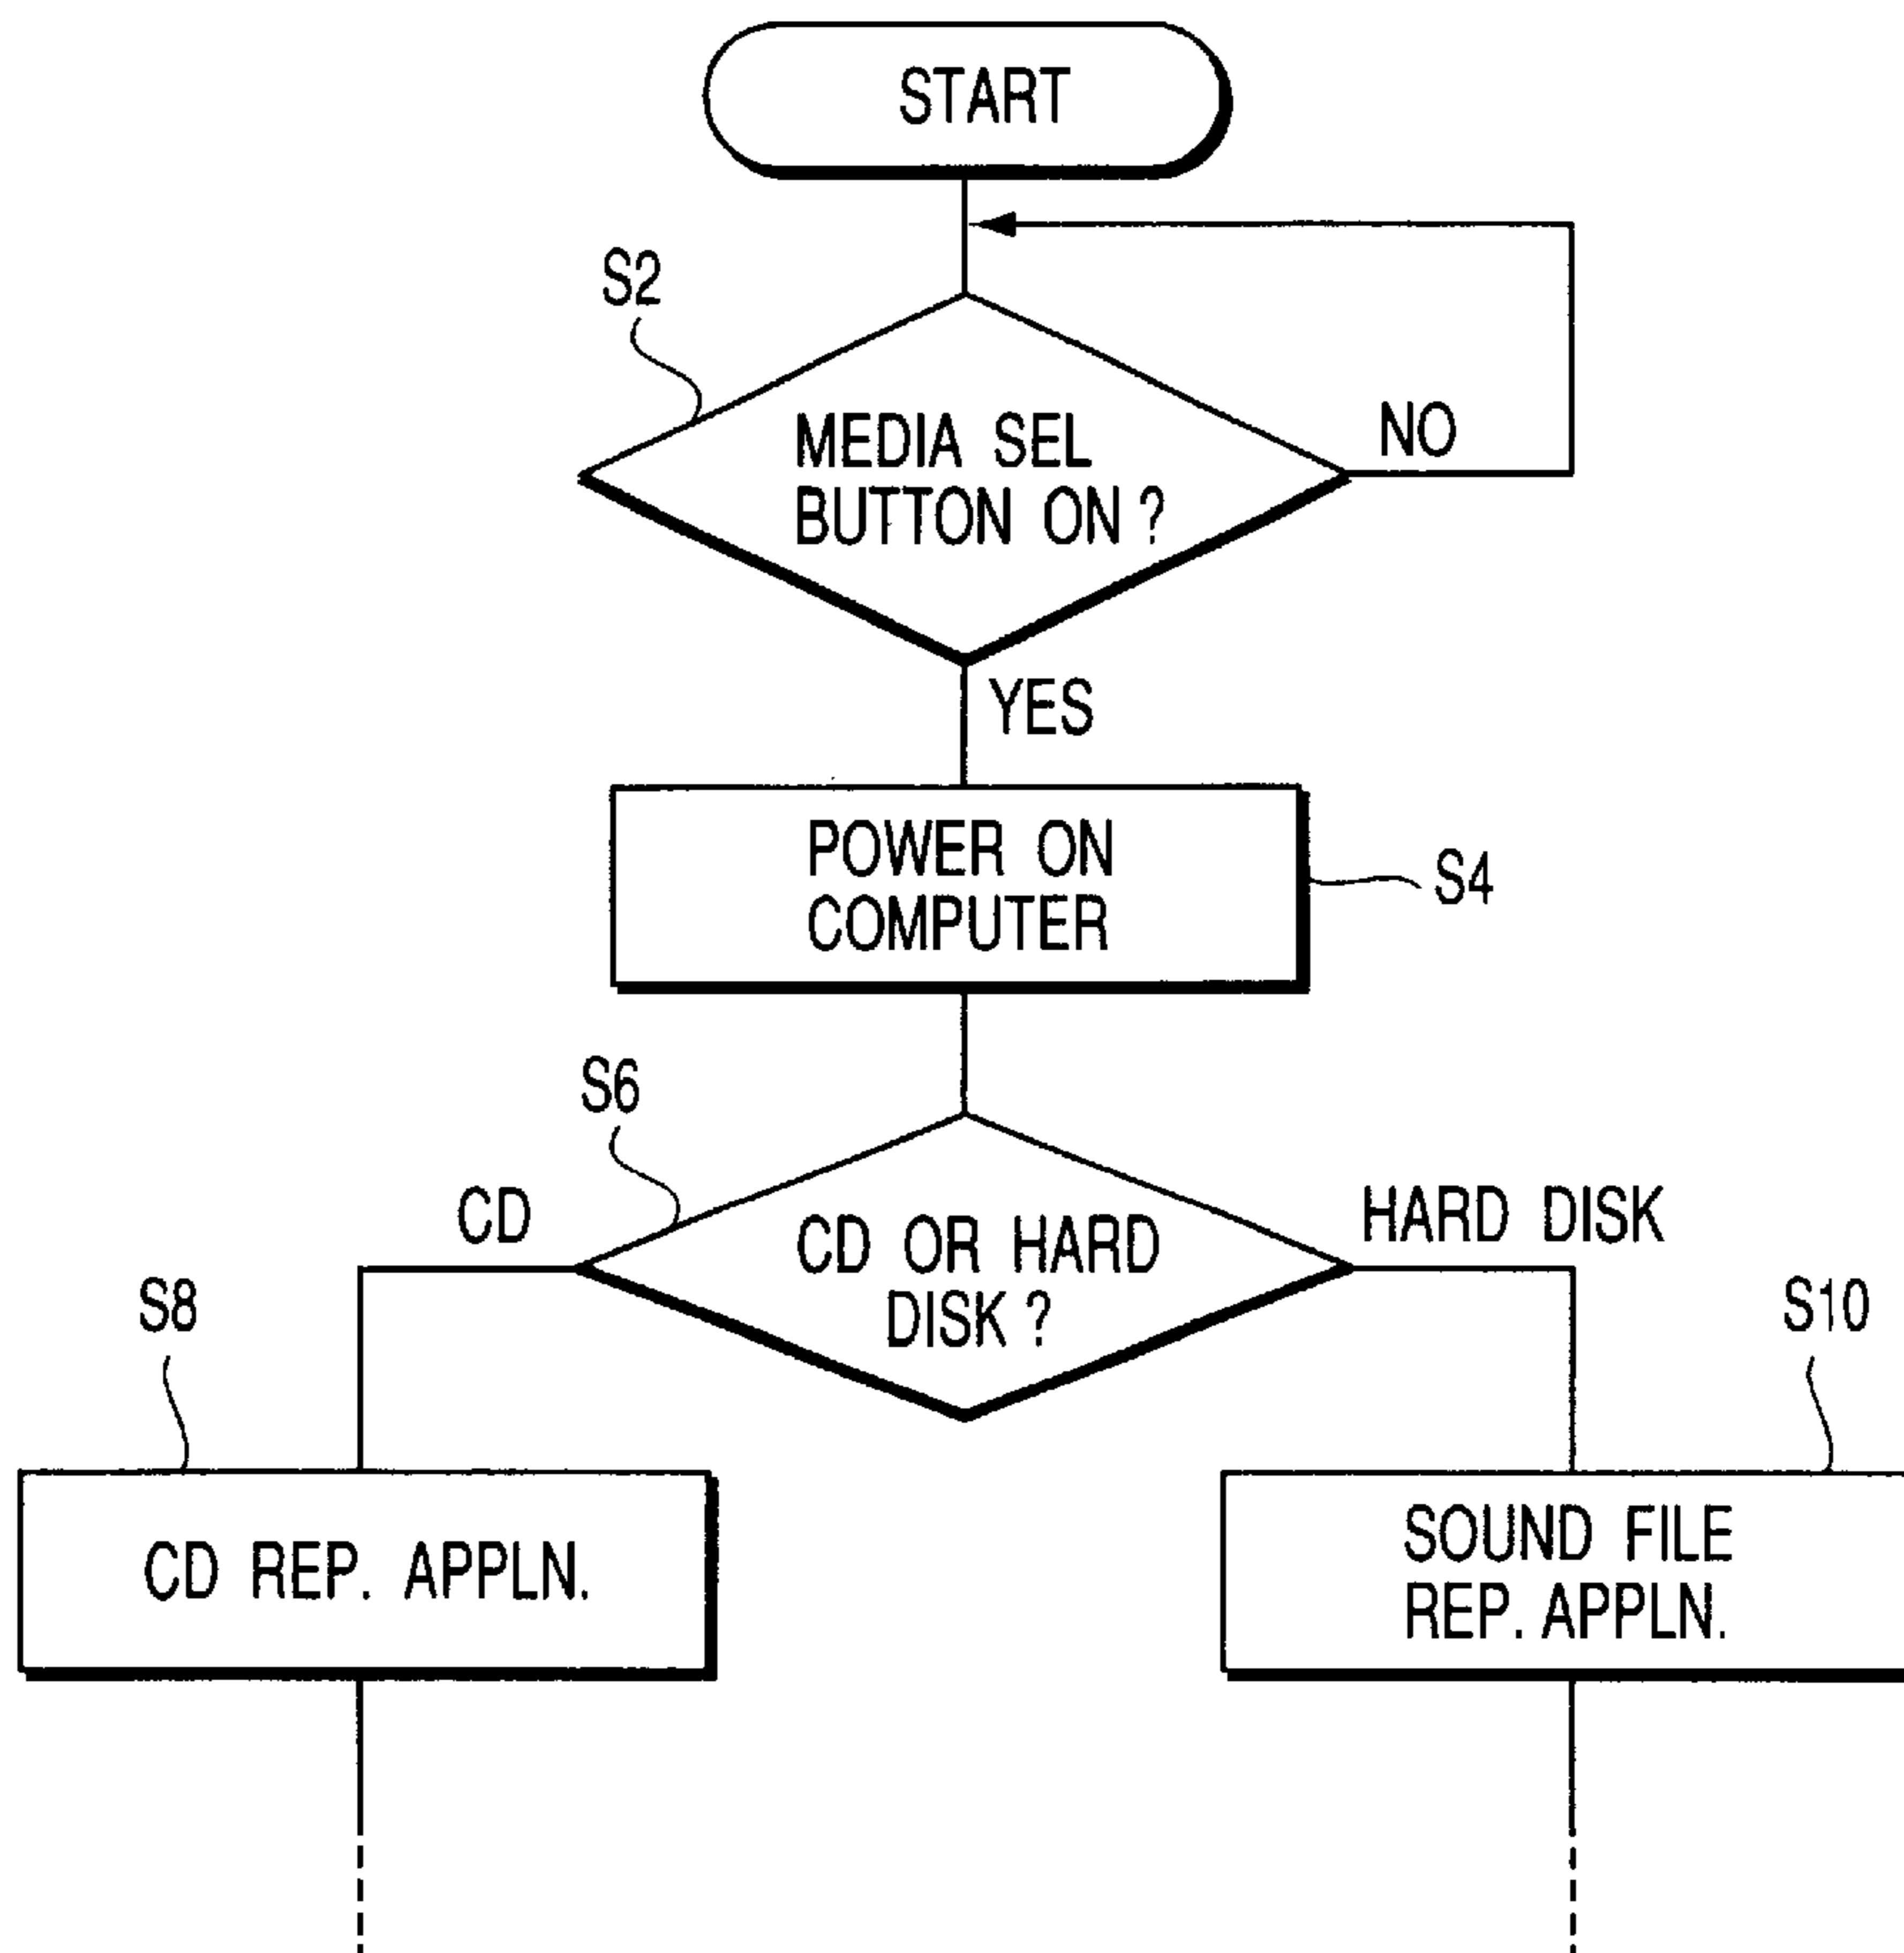 START
S2
MEDIA SEL
BUTTON ON ?
NO
YES
POWER ON
COMPUTER
S4
S6
CD
CD OR HARD
DISK ?
HARD DISK
S8
S10
CD REP. APPLN.
SOUND FILE
REP. APPLN.